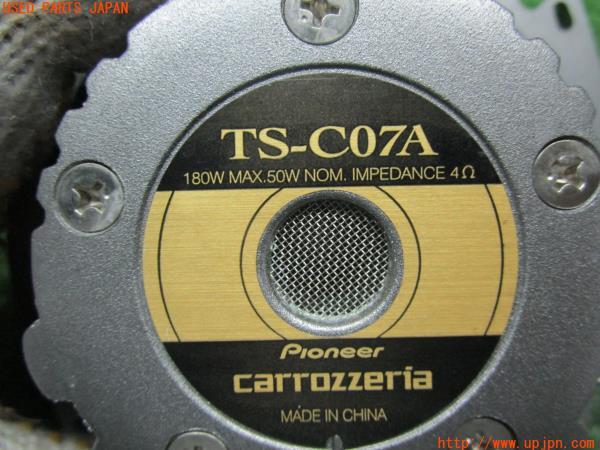 USED PARTS JAPAN
TS-C07A
180W MAX.50W NOM. IMPEDANCE 4Ω
Pioneer
carrozzeria
MADE IN CHINA
http://www.upjpn.com/